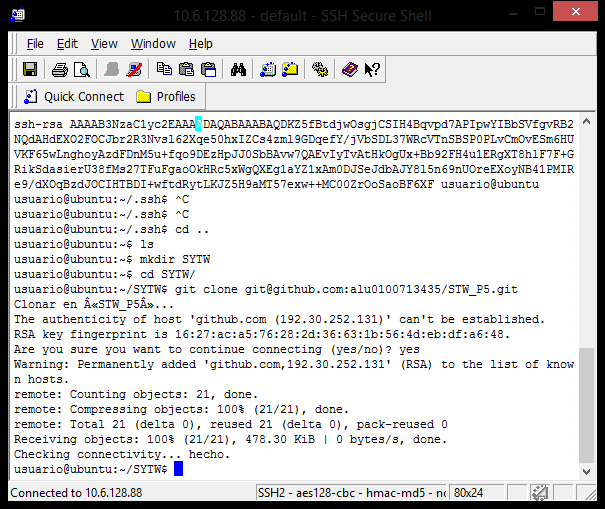 10.6.128.88 - default - SSH Secure Shell
File Edit View Window Help
Quick Connect Profiles
ssh-rsa AAAAB3NzaC1yc2EAAAADAQABAAABAQDKZ5fBtdjwOsgjCSIH4Bqvpd7APIpwYIBbSVfgvRB2
NQdAHdEXO2FOCJbr2R3Nvsl62Xqe50hxIZCs4zml9GDqefY/jVbSDL37WRcVTnSBSP0PLvCmOvESm6HU
VKF65wLnghoyAzdFDnM5u+fqo9DEzHpJJ0SbBAvw7QAEvIyTvAtHkOgUx+Bb92FH4u1ERgXT8hlF7F+G
RikSdasierU38fMs27TFuFgaoOkHRc5xWgQXEg1aYZ1xAm0DJSeJdbAJY8l5n69nUOreEXoyNB41PMIR
e9/dXOqBzdJOCIHTBDI+wftdRytLKJZ5H9aMT57exw++MC00ZrOoSaoBF6XF usuario@ubuntu
usuario@ubuntu:~/.ssh$ ^C
usuario@ubuntu:~/.ssh$ ^C
usuario@ubuntu:~/.ssh$ cd ..
usuario@ubuntu:~$ ls
usuario@ubuntu:~$ mkdir SYTW
usuario@ubuntu:~$ cd SYTW/
usuario@ubuntu:~/SYTW$ git clone git@github.com:alu0100713435/STW_P5.git
Clonar en Â«STW_P5Â»...
The authenticity of host 'github.com (192.30.252.131)' can't be established.
RSA key fingerprint is 16:27:ac:a5:76:28:2d:36:63:1b:56:4d:eb:df:a6:48.
Are you sure you want to continue connecting (yes/no)? yes
Warning: Permanently added 'github.com,192.30.252.131' (RSA) to the list of know
n hosts.
remote: Counting objects: 21, done.
remote: Compressing objects: 100% (21/21), done.
remote: Total 21 (delta 0), reused 21 (delta 0), pack-reused 0
Receiving objects: 100% (21/21), 478.30 KiB | 0 bytes/s, done.
Checking connectivity... hecho.
usuario@ubuntu:~/SYTW$
Connected to 10.6.128.88 SSH2 - aes128-cbc - hmac-md5 - nc 80x24